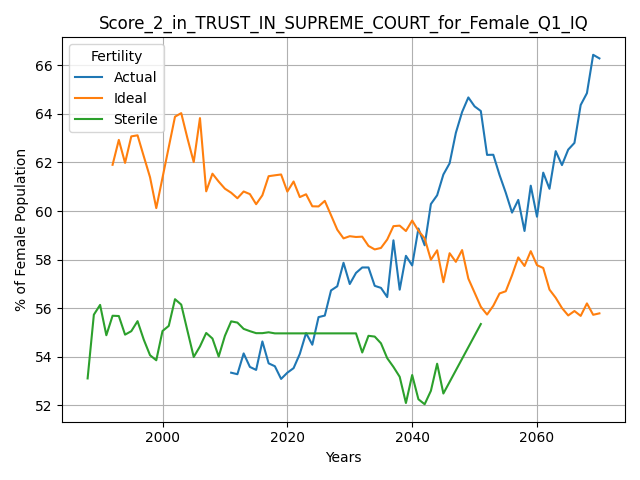 Score_2_in_TRUST_IN_SUPREME_COURT_for_Female_Q1_IQ
Fertility
Actual
Ideal
Sterile
% of Female Population
66
64
62
60
58
56
54
52
2000
2020
2040
2060
Years